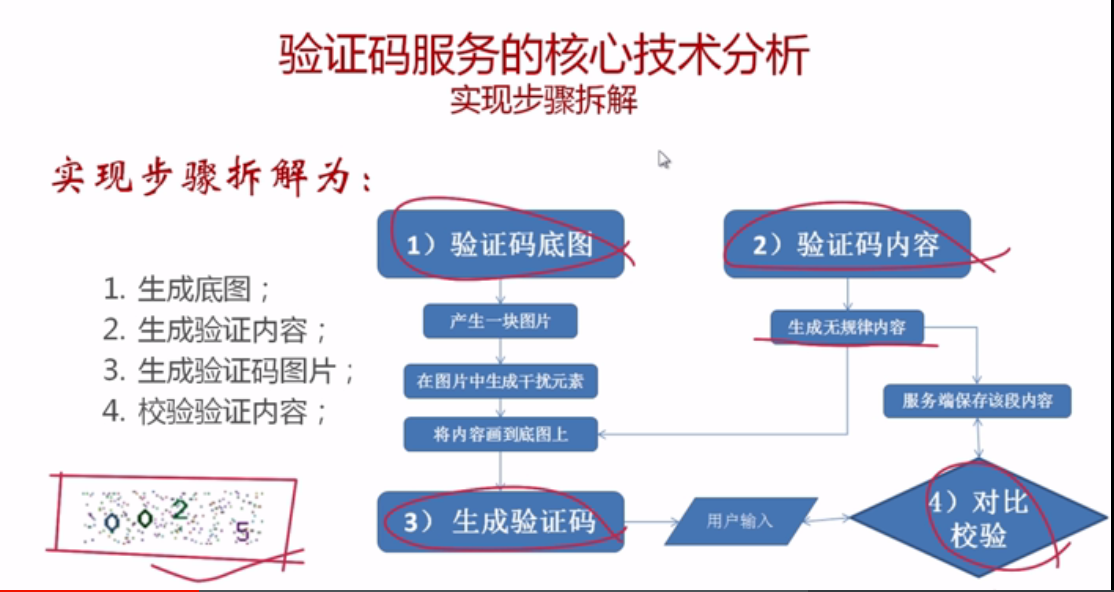 验证码服务的核心技术分析
实现步骤拆解
实现步骤拆解为：
1. 生成底图；
2. 生成验证内容；
3. 生成验证码图片；
4. 校验验证内容；
1）验证码底图
产生一块图片
在图片中生成干扰元素
将内容画到底图上
3） 生成验证码
2）验证码内容
生成无规律内容
服务端保存该段内容
用户输入
4）对比
校验
0 0 2 5